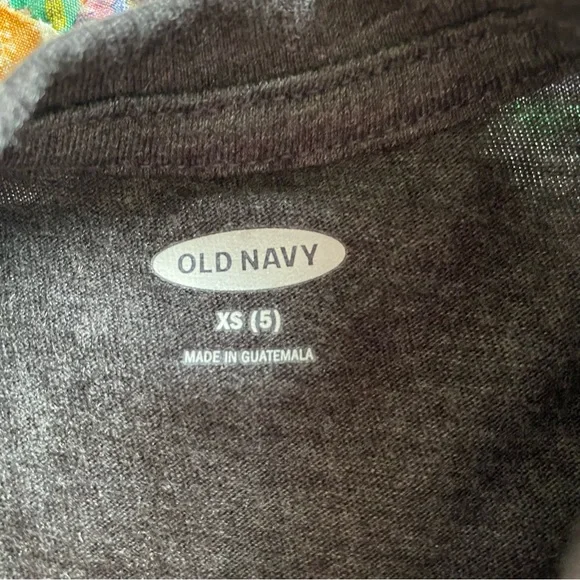 OLD NAVY
XS (5)
MADE IN GUATEMALA